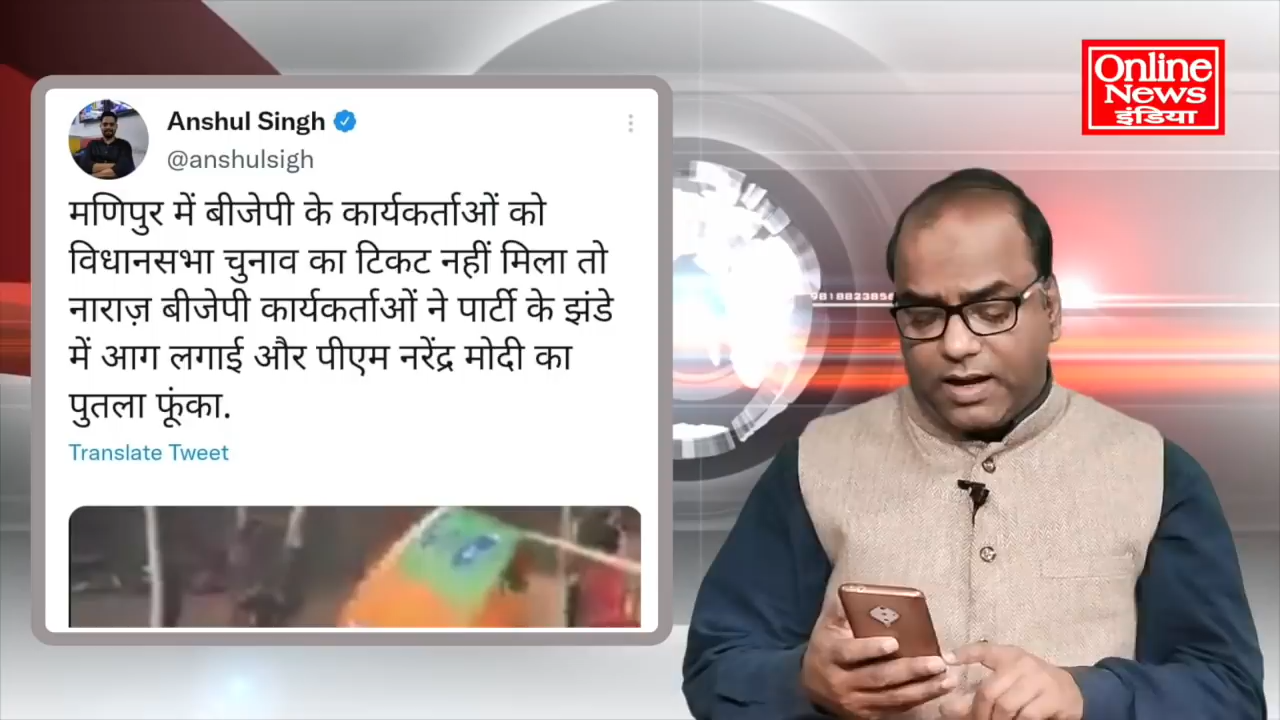 Anshul Singh
@anshulsigh
मणिपुर में बीजेपी के कार्यकर्ताओं को
विधानसभा चुनाव का टिकट नहीं मिला तो
नाराज़ बीजेपी कार्यकर्ताओं ने पार्टी के झंडे
में आग लगाई और पीएम नरेंद्र मोदी का
पुतला फूंका.
Translate Tweet
Online
News
इंडिया